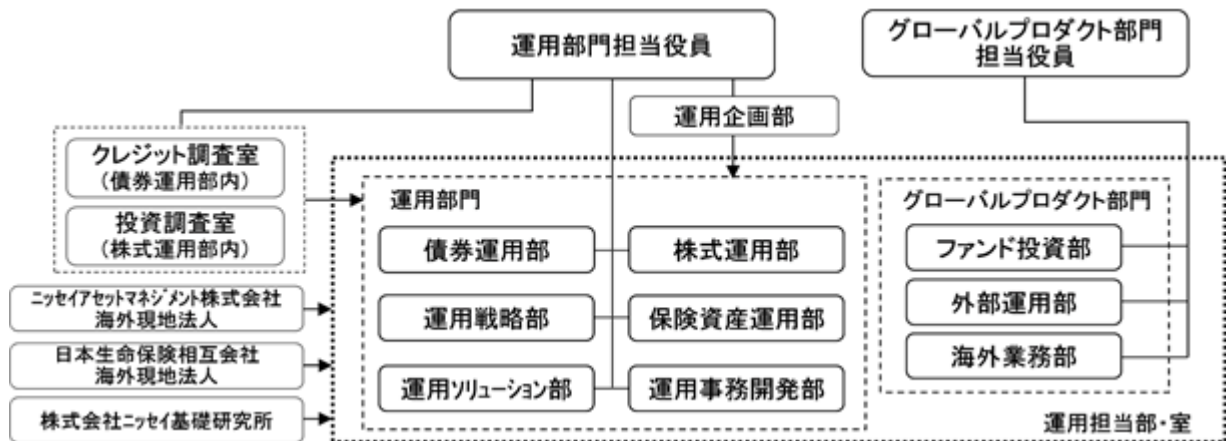 運用部門担当役員
グローバルプロダクト部門
担当役員
運用企画部
クレジット調査室
(債券運用部内)
投資調査室
(株式運用部内)
運用部門
債券運用部
株式運用部
運用戦略部
保険資産運用部
運用ソリューション部
運用事務開発部
グローバルプロダクト部門
ファンド投資部
外部運用部
海外業務部
ニッセイアセットマネジメント株式会社
海外現地法人
日本生命保険相互会社
海外現地法人
株式会社ニッセイ基礎研究所
運用担当部・室